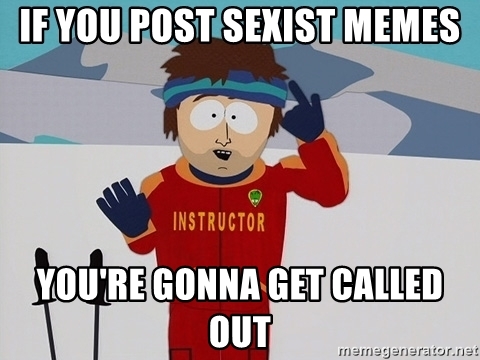 IF YOU POST SEXIST MEMES
INSTRUCTOR
YOU'RE GONNA GET CALLED
OUT
memegenerator.net